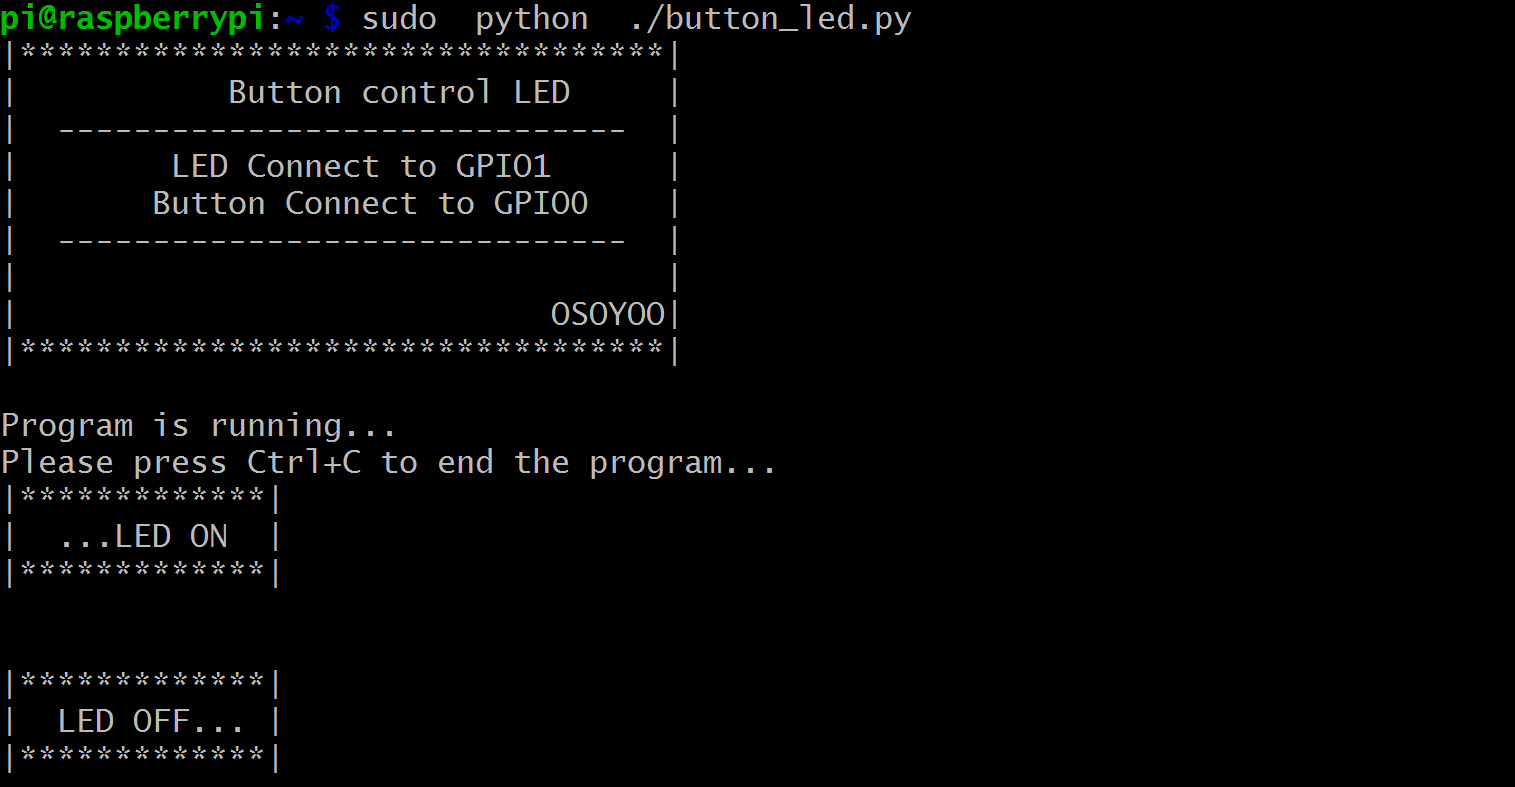 pi@raspberrypi:~ $ sudo  python  ./button_led.py
|**********************************|
|           Button control LED     |
|  ------------------------------  |
|        LED Connect to GPIO1      |
|       Button Connect to GPIO0    |
|  ------------------------------  |
|                                  |
|                            OSOYOO|
|**********************************|
Program is running...
Please press Ctrl+C to end the program...
|*************|
|  ...LED ON  |
|*************|
|*************|
|  LED OFF... |
|*************|